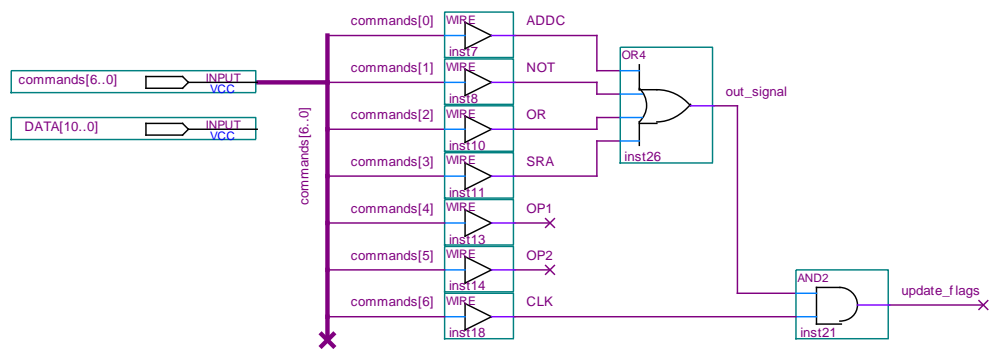 commands[6..0]
INPUT
VCC
DATA[10..0]
INPUT
VCC
commands[6..0]
commands[0]
WIRE
inst7
ADDC
commands[1]
WIRE
inst8
NOT
commands[2]
WIRE
inst10
OR
commands[3]
WIRE
inst11
SRA
commands[4]
WIRE
inst13
OP1
commands[5]
WIRE
inst14
OP2
commands[6]
WIRE
inst18
CLK
OR4
inst26
out_signal
AND2
inst21
update_flags